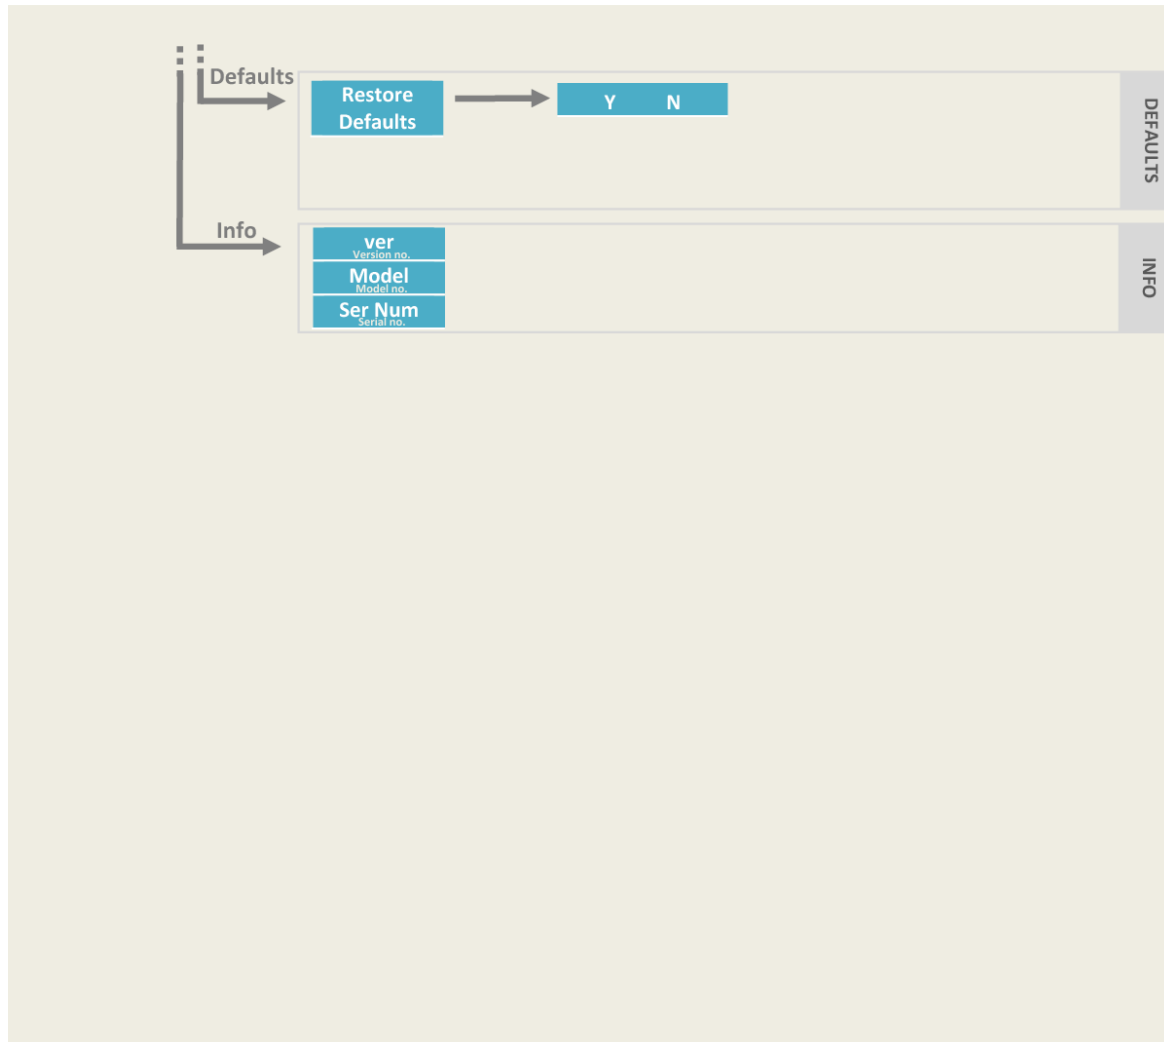 Defaults
Restore
Defaults
Y N
DEFAULTS
Info
ver
Version no.
Model
Model no.
Ser Num
Serial no.
INFO